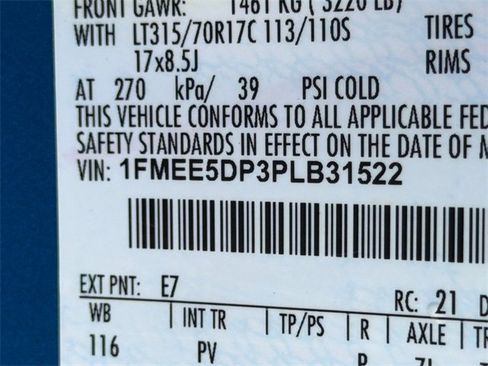 FRONT GAWR: 1461 KG ( 3220 LB)
WITH LT315/70R17C 113/110S TIRES
17x8.5J RIMS
AT 270 kPa/ 39 PSI COLD
THIS VEHICLE CONFORMS TO ALL APPLICABLE FED
SAFETY STANDARDS IN EFFECT ON THE DATE OF M
VIN: 1FMEE5DP3PLB31522
EXT PNT: E7 RC: 21 D
WB INT TR TP/PS R AXLE TR
116 PV